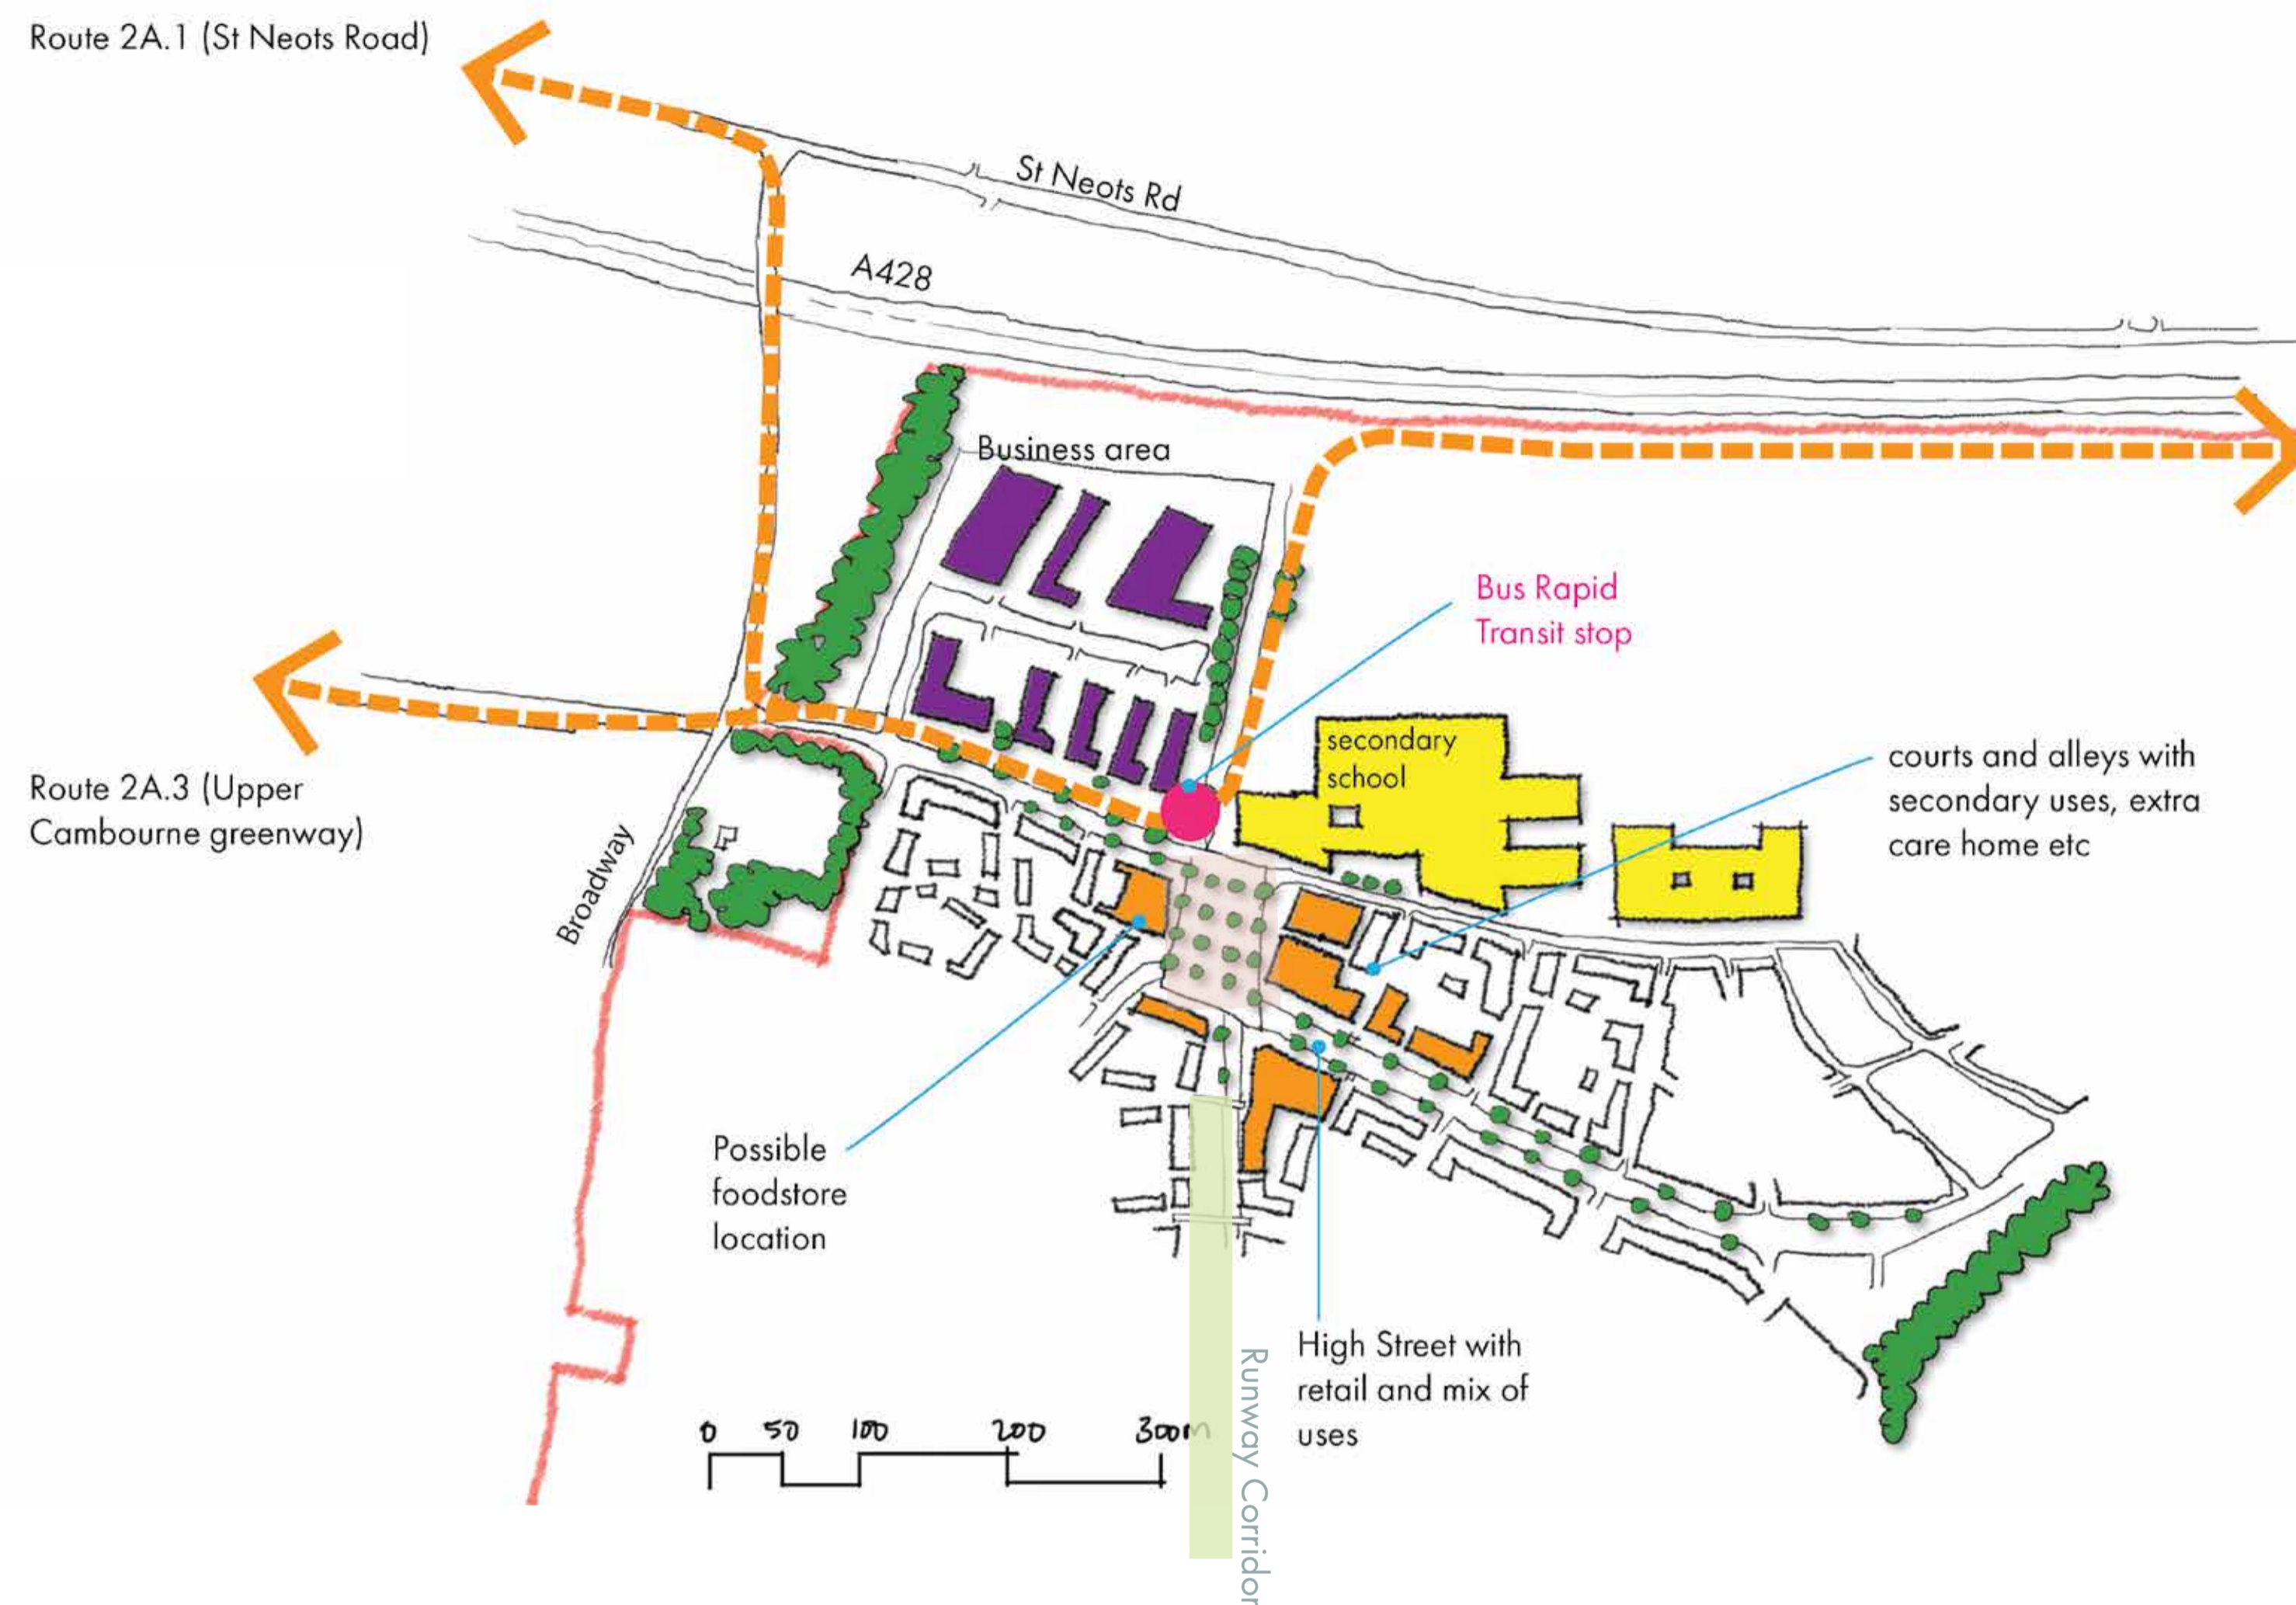 Route 2A.1 (St Neots Road)
St Neots Rd
A428
Business area
Bus Rapid
Transit stop
secondary
school
courts and alleys with
secondary uses, extra
care home etc
Route 2A.3 (Upper
Cambourne greenway)
Broadway
Possible
foodstore
location
High Street with
retail and mix of
uses
Runway Corridor
0 50 100 200 300m